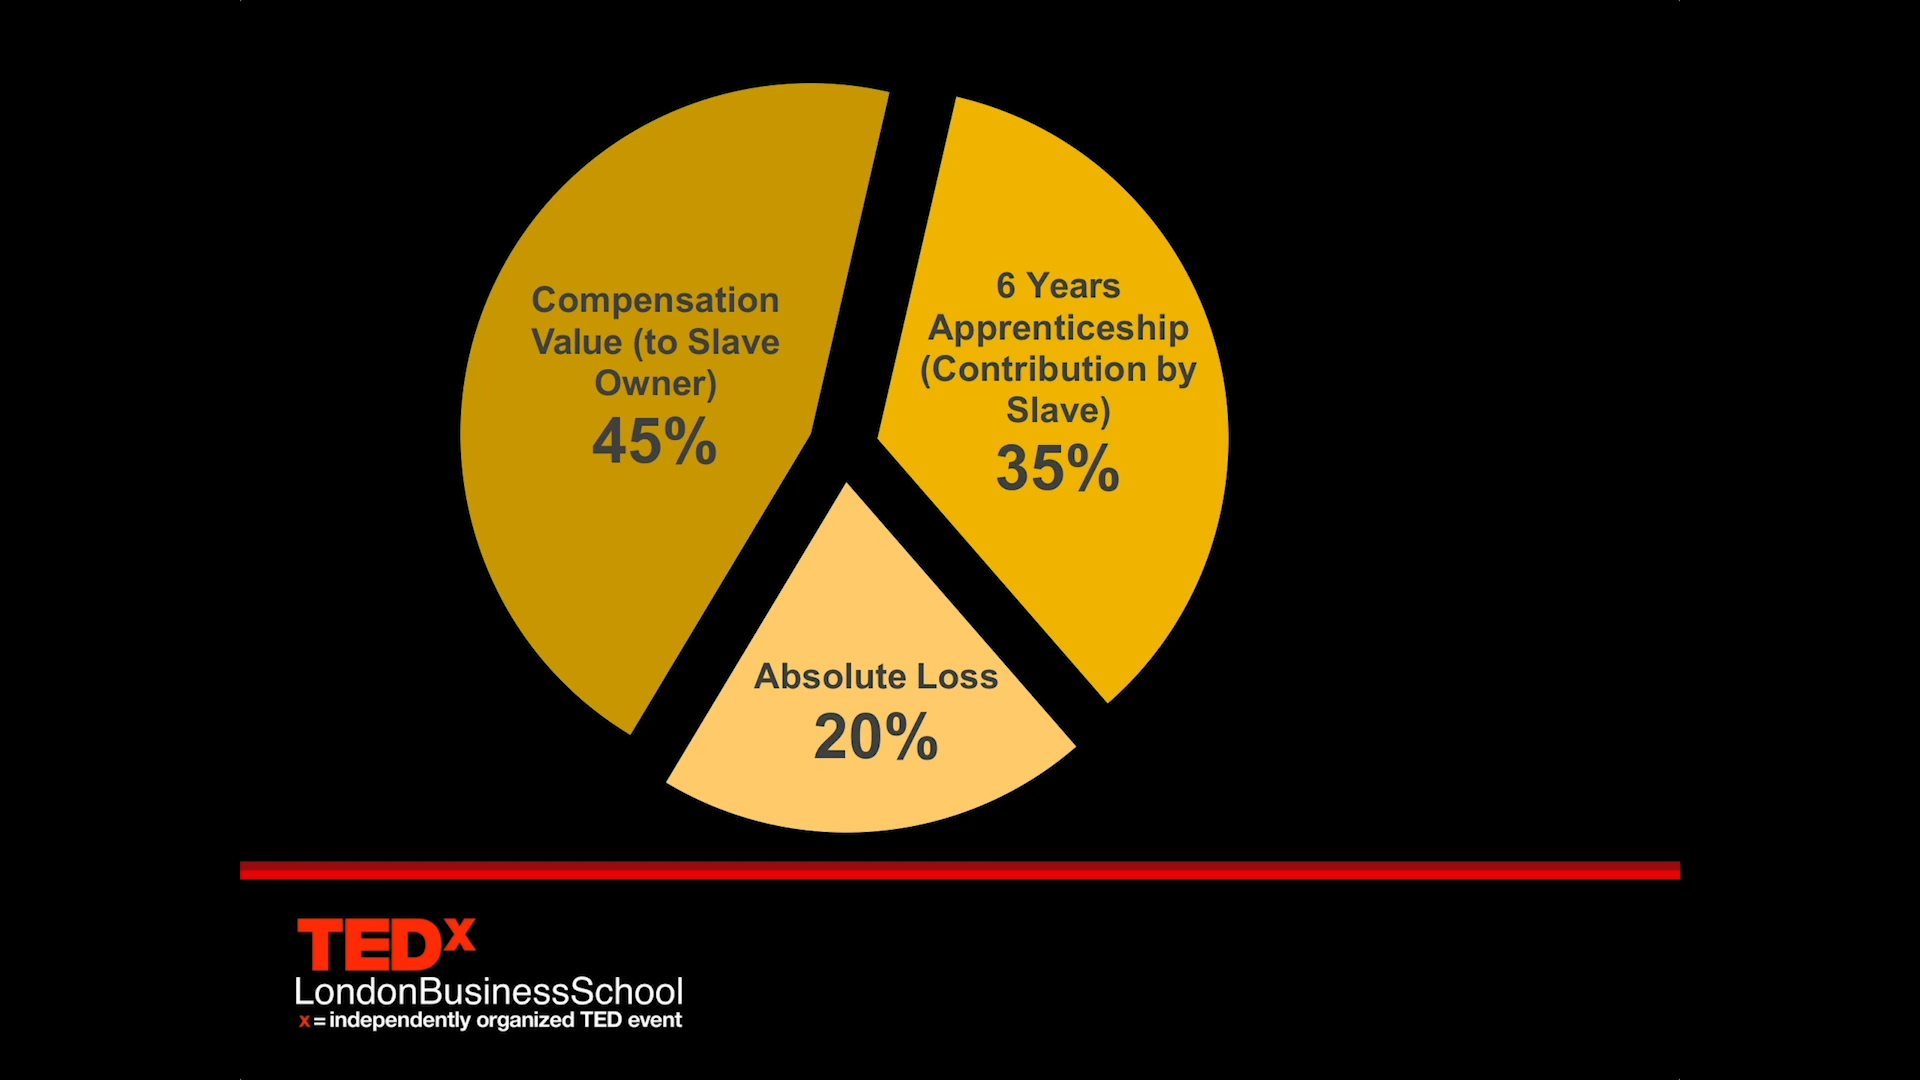 Compensation
Value (to Slave
Owner)
45%
6 Years
Apprenticeship
(Contribution by
Slave)
35%
Absolute Loss
20%
TEDx
LondonBusinessSchool
x = independently organized TED event